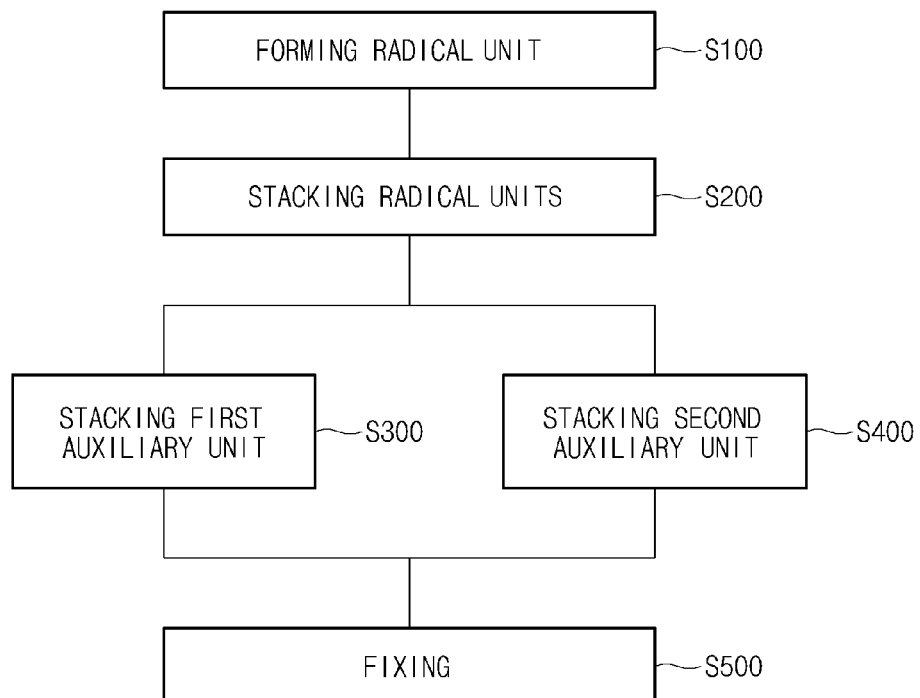 FORMING RADICAL UNIT
S100
STACKING RADICAL UNITS
S200
STACKING FIRST
AUXILIARY UNIT
S300
STACKING SECOND
AUXILIARY UNIT
S400
FIXING
S500